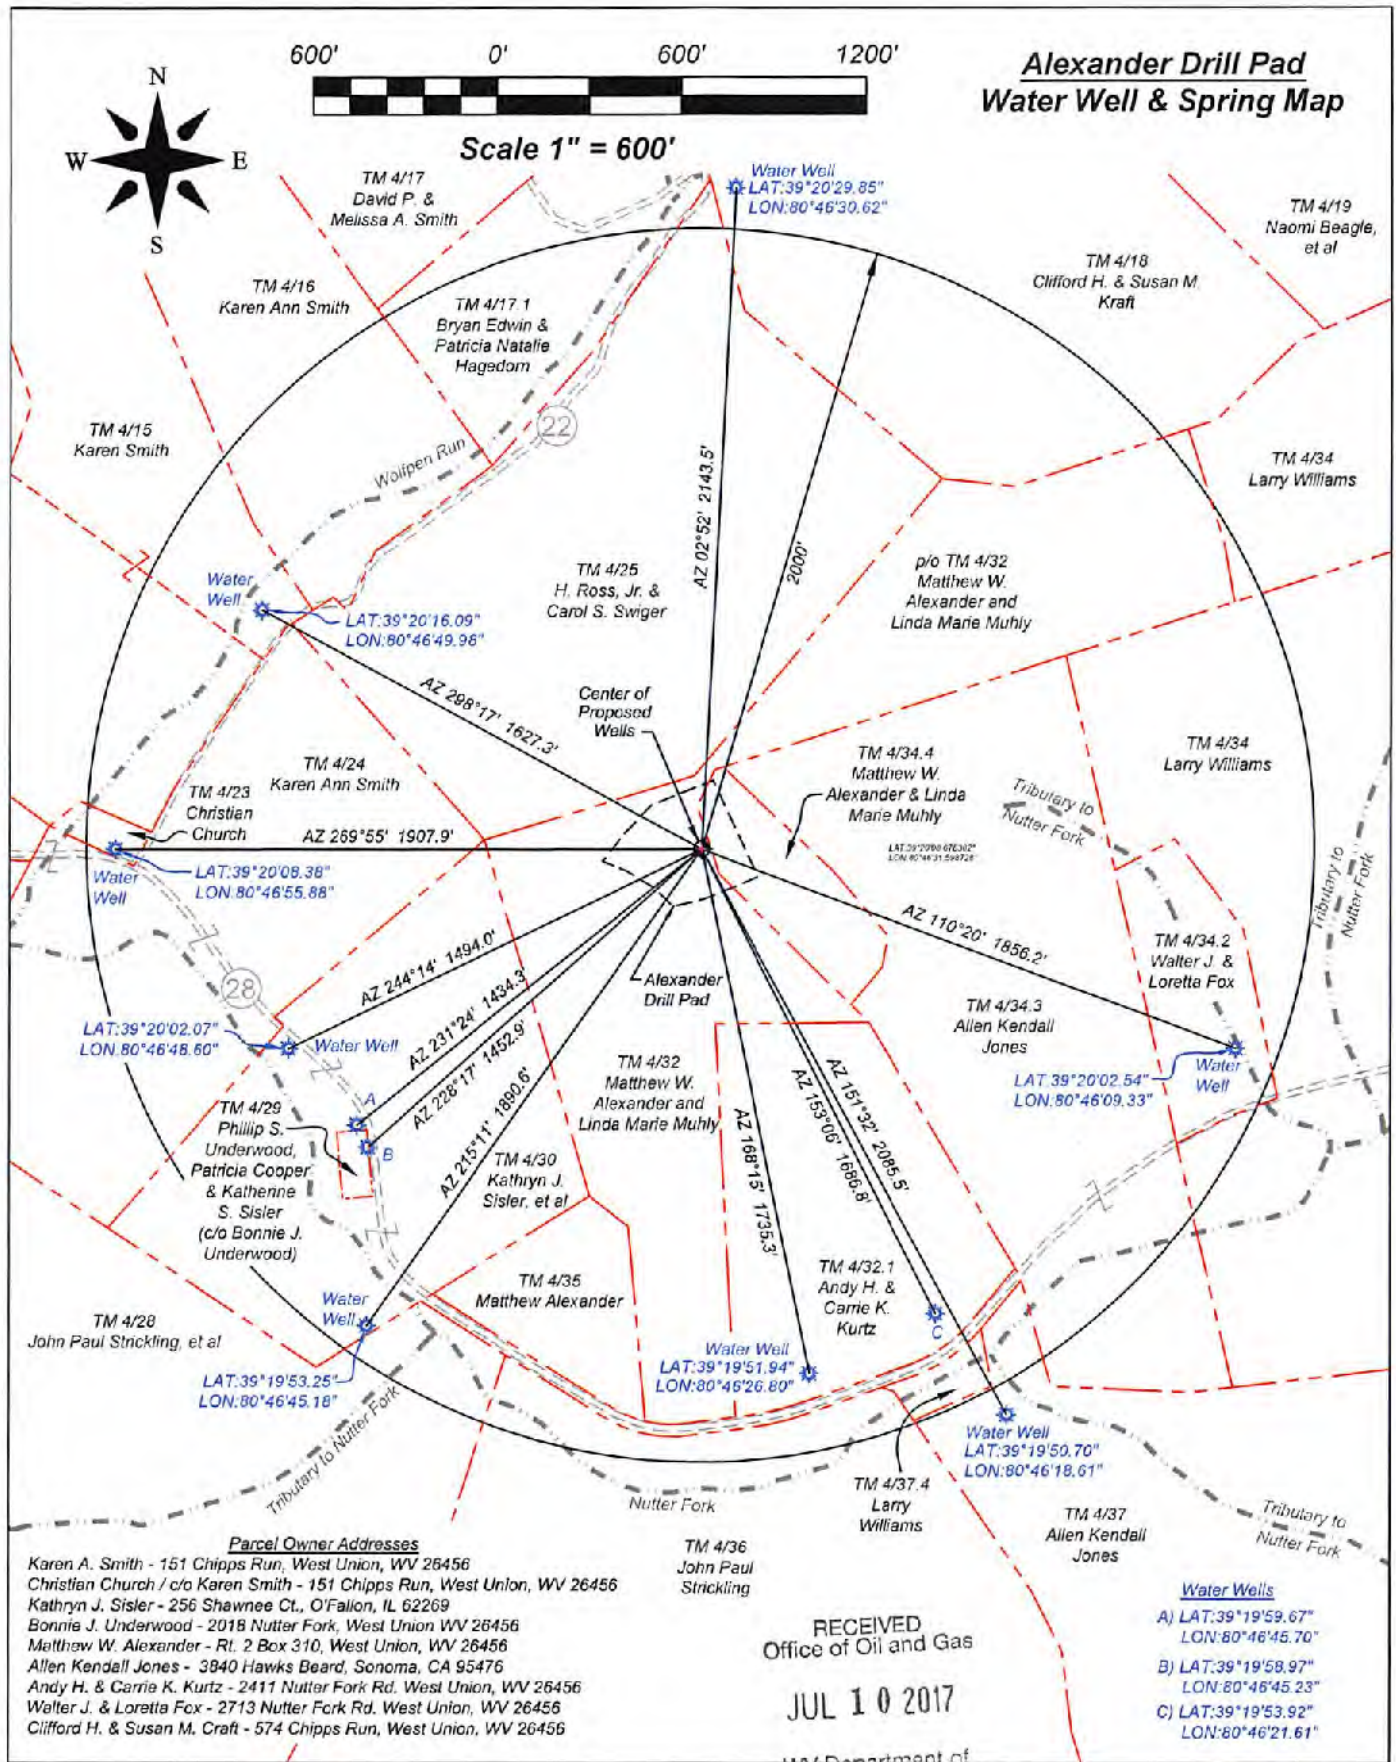 600' 0' 600' 1200'
Alexander Drill Pad
Water Well & Spring Map
N
W E
S
Scale 1" = 600'
TM 4/17
David P. &
Melissa A. Smith
Water Well
LAT:39°20'29.85"
LON:80°46'30.62"
TM 4/19
Naomi Beagle,
et al
TM 4/16
Karen Ann Smith
TM 4/17.1
Bryan Edwin &
Patricia Natalie
Hagedorn
TM 4/18
Clifford H. & Susan M
Kraft
TM 4/15
Karen Smith
22
Wolfpen Run
TM 4/34
Larry Williams
AZ 02°52' 2143.5'
2000'
TM 4/25
H. Ross, Jr. &
Carol S. Swiger
p/o TM 4/32
Matthew W.
Alexander and
Linda Marie Muhly
Water
Well
LAT:39°20'16.09"
LON:80°46'49.98"
AZ 298°17' 1627.3'
Center of
Proposed
Wells
TM 4/24
Karen Ann Smith
TM 4/34.4
Matthew W.
Alexander & Linda
Marie Muhly
TM 4/34
Larry Williams
TM 4/23
Christian
Church
Tributary to
Nutter Fork
AZ 269°55' 1907.9'
Water
Well
LAT:39°20'08.38"
LON:80°46'55.88"
Tributary to
Nutter Fork
AZ 110°20' 1856.2'
TM 4/34.2
Walter J. &
Loretta Fox
AZ 244°14' 1494.0'
28
Alexander
Drill Pad
AZ 231°24' 1434.3'
AZ 228°17' 1452.9'
TM 4/34.3
Allen Kendall
Jones
LAT:39°20'02.07"
LON:80°46'48.60"
Water Well
AZ 215°11' 1890.6'
TM 4/32
Matthew W.
Alexander and
Linda Marie Muhly
AZ 151°32' 2085.5'
AZ 153°06' 1686.8'
AZ 168°15' 1735.3'
LAT:39°20'02.54"
LON:80°46'09.33"
Water
Well
A
B
TM 4/29
Phillip S.
Underwood,
Patricia Cooper
& Katherine
S. Sisler
(c/o Bonnie J.
Underwood)
TM 4/30
Kathryn J.
Sisler, et al
TM 4/35
Matthew Alexander
TM 4/32.1
Andy H. &
Carrie K.
Kurtz
C
Water
Well
TM 4/28
John Paul Strickling, et al
LAT:39°19'53.25"
LON:80°46'45.18"
Water Well
LAT:39°19'51.94"
LON:80°46'26.80"
Water Well
LAT:39°19'50.70"
LON:80°46'18.61"
Tributary to Nutter Fork
Nutter Fork
TM 4/37.4
Larry
Williams
TM 4/37
Allen Kendall
Jones
Tributary to
Nutter Fork
TM 4/36
John Paul
Strickling
Parcel Owner Addresses
Karen A. Smith - 151 Chipps Run, West Union, WV 26456
Christian Church / c/o Karen Smith - 151 Chipps Run, West Union, WV 26456
Kathryn J. Sisler - 256 Shawnee Ct., O'Fallon, IL 62269
Bonnie J. Underwood - 2018 Nutter Fork, West Union WV 26456
Matthew W. Alexander - Rt. 2 Box 310, West Union, WV 26456
Allen Kendall Jones - 3840 Hawks Beard, Sonoma, CA 95476
Andy H. & Carrie K. Kurtz - 2411 Nutter Fork Rd. West Union, WV 26456
Walter J. & Loretta Fox - 2713 Nutter Fork Rd. West Union, WV 26456
Clifford H. & Susan M. Craft - 574 Chipps Run, West Union, WV 26456
RECEIVED
Office of Oil and Gas
JUL 10 2017
WV Department of
Water Wells
A) LAT:39°19'59.67"
LON:80°46'45.70"
B) LAT:39°19'58.97"
LON:80°46'45.23"
C) LAT:39°19'53.92"
LON:80°46'21.61"